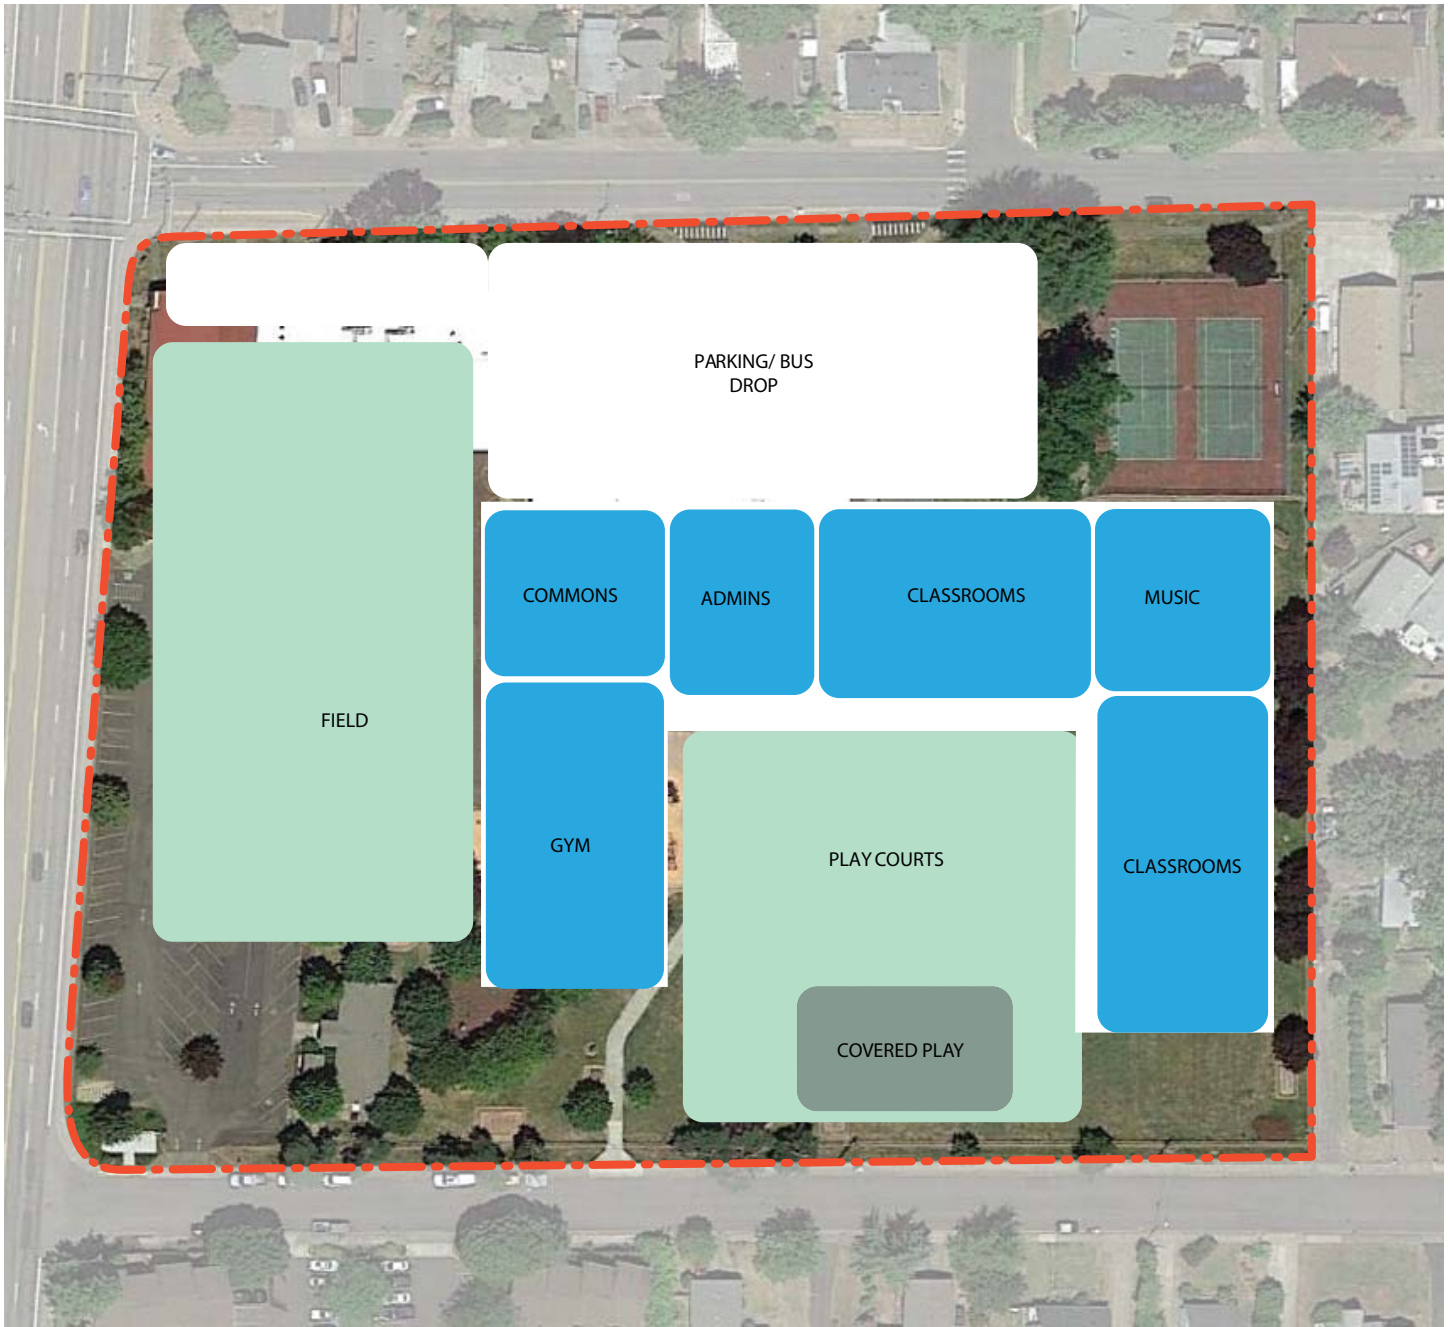 PARKING/ BUS
DROP
COMMONS
ADMINS
CLASSROOMS
MUSIC
FIELD
GYM
PLAY COURTS
CLASSROOMS
COVERED PLAY